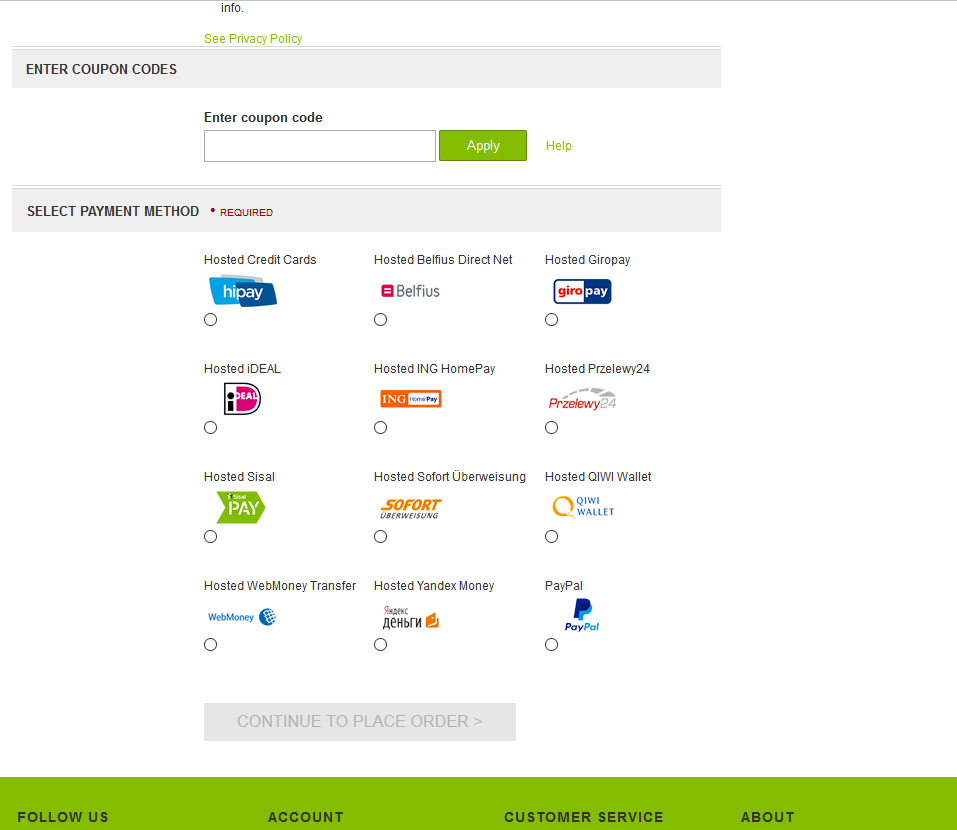 info.
See Privacy Policy
ENTER COUPON CODES
Enter coupon code
Apply
Help
SELECT PAYMENT METHOD • REQUIRED
Hosted Credit Cards
Hosted Belfius Direct Net
Hosted Giropay
hipay
Belfius
giropay
Hosted iDEAL
Hosted ING HomePay
Hosted Przelewy24
iDEAL
ING Home'Pay
Przelewy24
Hosted Sisal
Hosted Sofort Überweisung
Hosted QIWI Wallet
Sisal
PAY
SOFORT
ÜBERWEISUNG
QIWI
WALLET
Hosted WebMoney Transfer
Hosted Yandex Money
PayPal
WebMoney
Яндекс
деньги
PayPal
CONTINUE TO PLACE ORDER >
FOLLOW US
ACCOUNT
CUSTOMER SERVICE
ABOUT